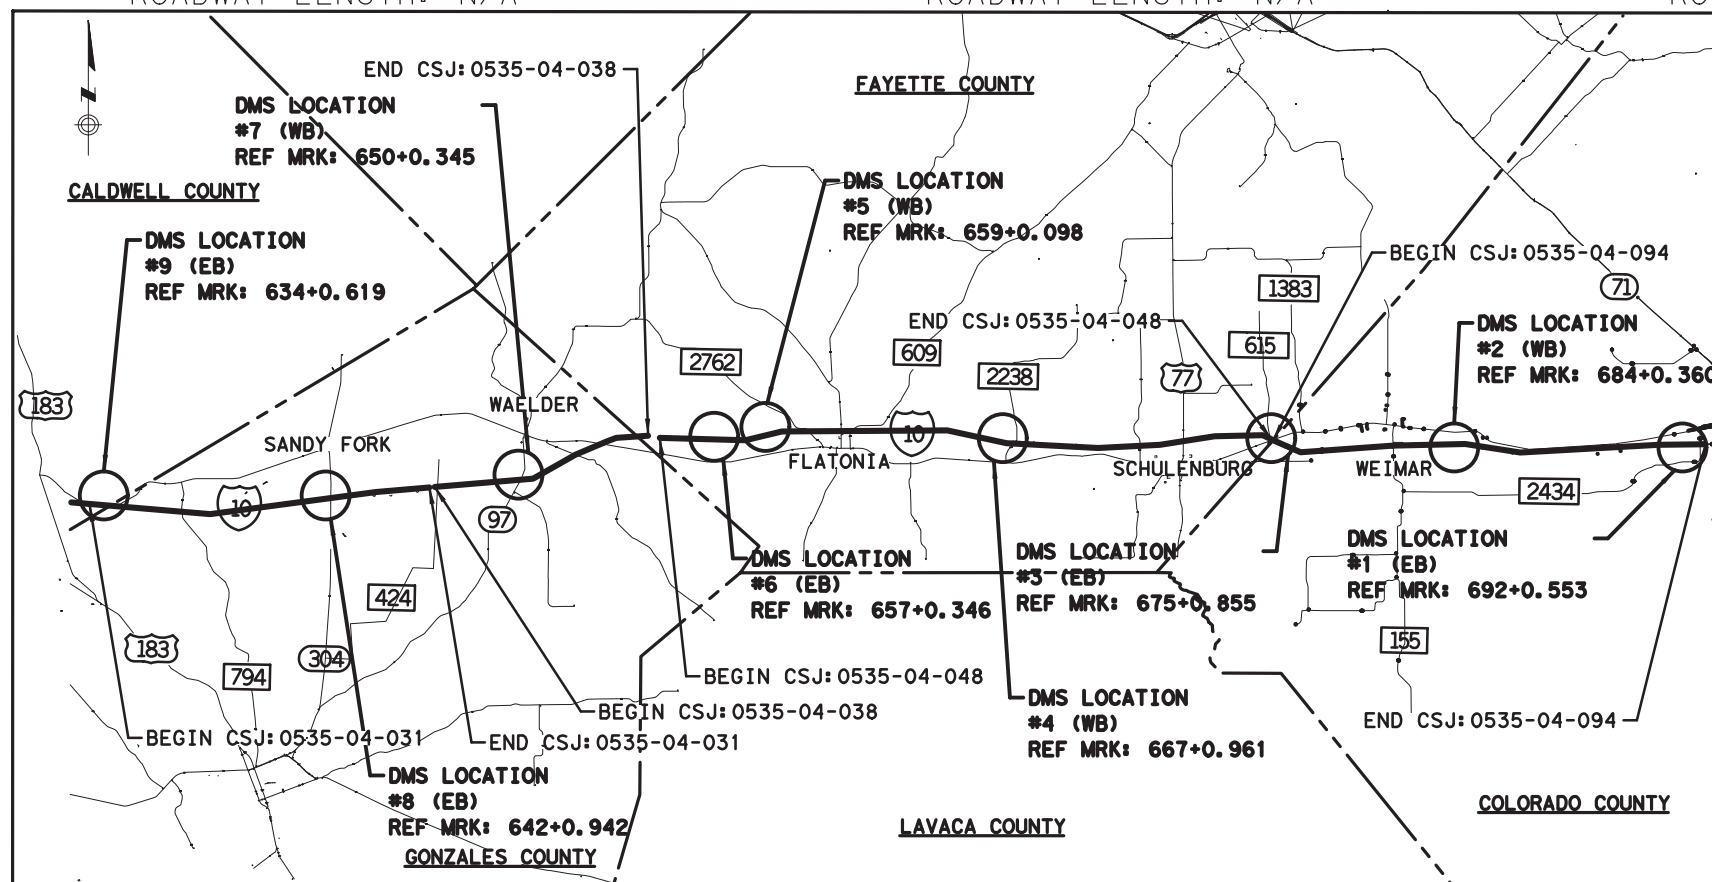 ROADWAY LENGTH: N/A
ROADWAY LENGTH: N/A
END CSJ:0535-04-038
FAYETTE COUNTY
DMS LOCATION
#7 (WB)
REF MRK: 650+0.345
CALDWELL COUNTY
DMS LOCATION
#5 (WB)
REF MRK: 659+0.098
DMS LOCATION
#9 (EB)
REF MRK: 634+0.619
BEGIN CSJ:0535-04-094
71
1383
END CSJ:0535-04-048
DMS LOCATION
#2 (WB)
REF MRK: 684+0.360
615
609
2762
2238
77
183
WAELDER
SANDY FORK
10
FLATONIA
SCHULENBURG
WEIMAR
10
97
2434
DMS LOCATION
#6 (EB)
REF MRK: 657+0.346
DMS LOCATION
#3 (EB)
REF MRK: 675+0.855
DMS LOCATION
#1 (EB)
REF MRK: 692+0.553
424
183
304
794
155
BEGIN CSJ:0535-04-048
BEGIN CSJ:0535-04-038
DMS LOCATION
#4 (WB)
REF MRK: 667+0.961
END CSJ:0535-04-094
BEGIN CSJ:0535-04-031
END CSJ:0535-04-031
DMS LOCATION
#8 (EB)
REF MRK: 642+0.942
COLORADO COUNTY
LAVACA COUNTY
GONZALES COUNTY